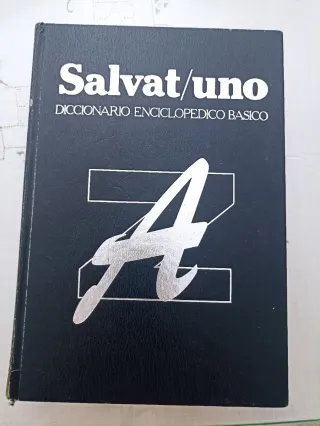 Salvat/uno
DICCIONARIO ENCICLOPEDICO BASICO
A
Z